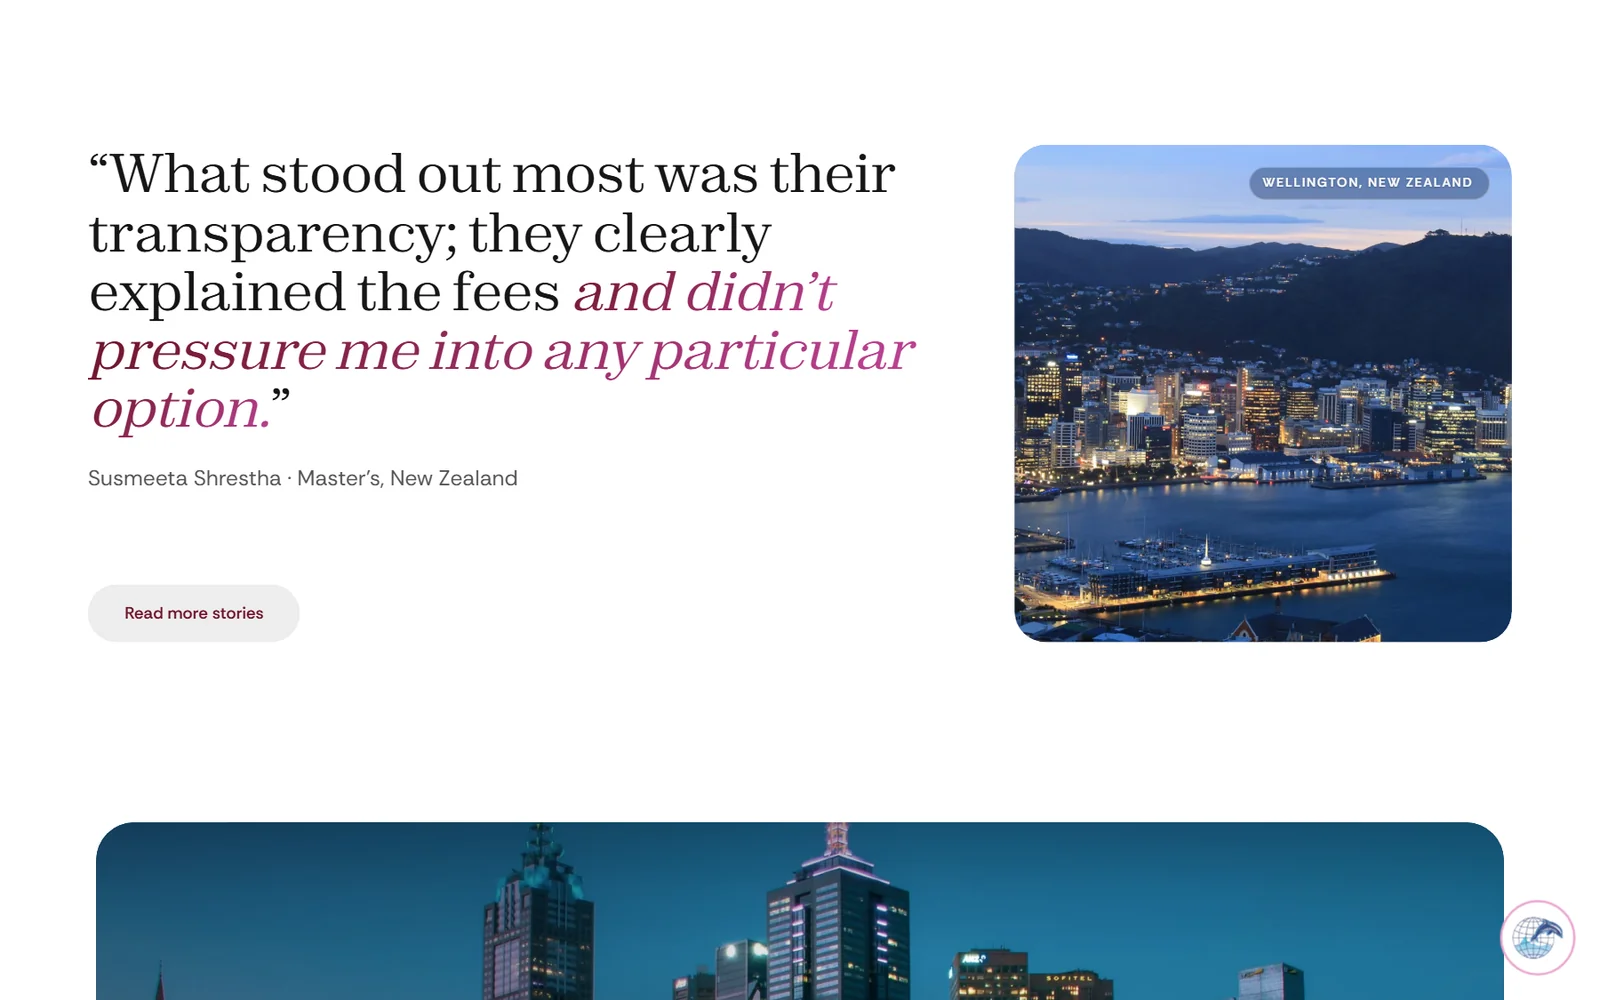 “What stood out most was their
transparency; they clearly
explained the fees and didn’t
pressure me into any particular
option.”
Susmeeta Shrestha · Master’s, New Zealand
Read more stories
WELLINGTON, NEW ZEALAND
ANZ
SOFITEL